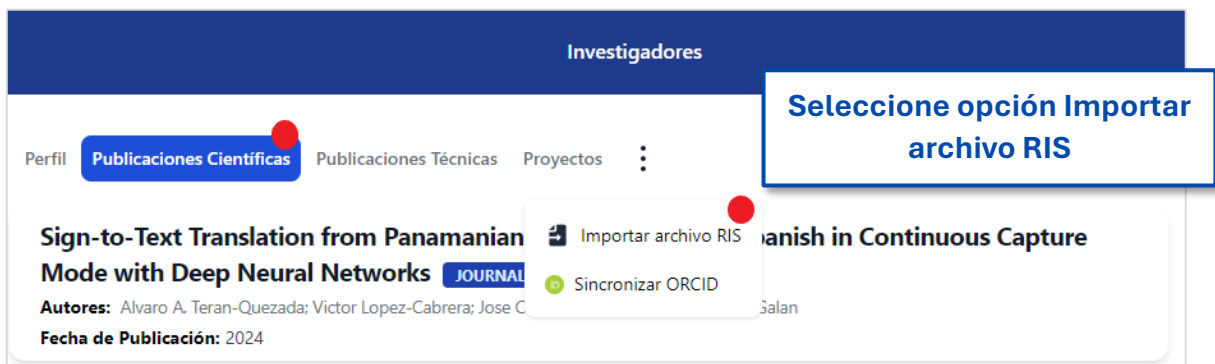 Investigadores
Seleccione opción Importar
archivo RIS
Perfil Publicaciones Científicas Publicaciones Técnicas Proyectos
Importar archivo RIS
Sincronizar ORCID
Sign-to-Text Translation from Panamanian anish in Continuous Capture
Mode with Deep Neural Networks JOURNAL
Autores: Alvaro A. Teran-Quezada; Victor Lopez-Cabrera; Jose C Galan
Fecha de Publicación: 2024